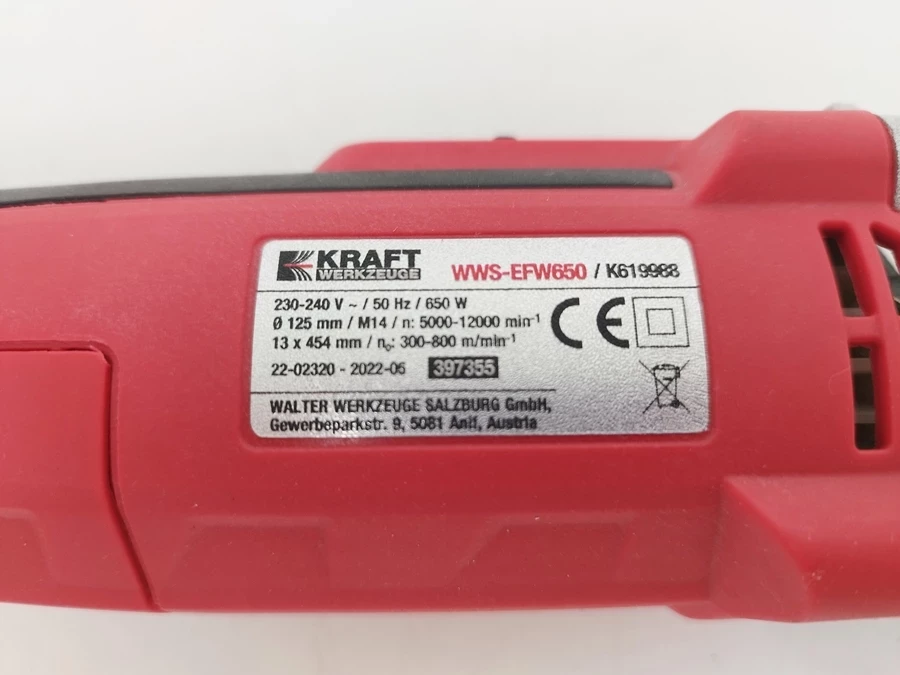 KRAFT
WERKZEUGE
WWS-EFW650 / K619988
230-240 V ~ / 50 Hz / 650 W
Ø 125 mm / M14 / n: 5000-12000 min-1
13 x 454 mm / n₀: 300-800 m/min-1
22-02320 - 2022-06 397355
CE
WALTER WERKZEUGE SALZBURG GmbH,
Gewerbeparkstr. 9, 5081 Anif, Austria